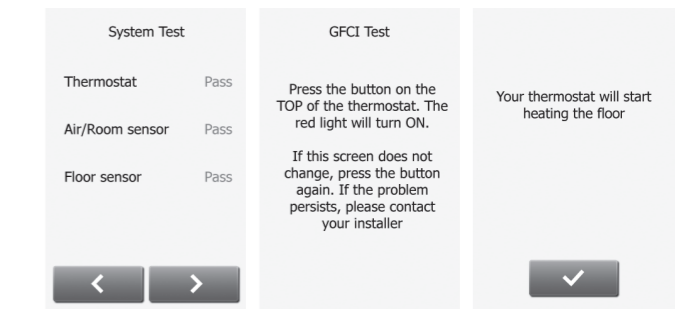 System Test
Thermostat Pass
Air/Room sensor Pass
Floor sensor Pass
GFCI Test
Press the button on the
TOP of the thermostat. The
red light will turn ON.
If this screen does not
change, press the button
again. If the problem
persists, please contact
your installer
Your thermostat will start
heating the floor